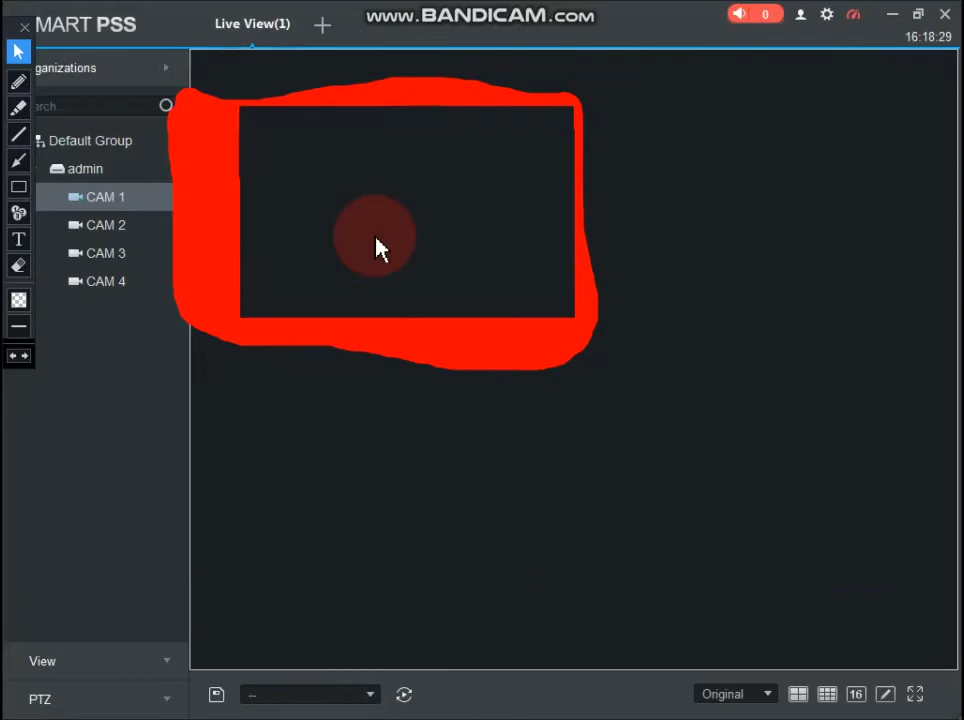 MART PSS
Live View(1)
www.BANDICAM.com
0
16:18:29
ganizations
arch..
Default Group
admin
CAM 1
CAM 2
CAM 3
CAM 4
T
View
PTZ
--
Original
16